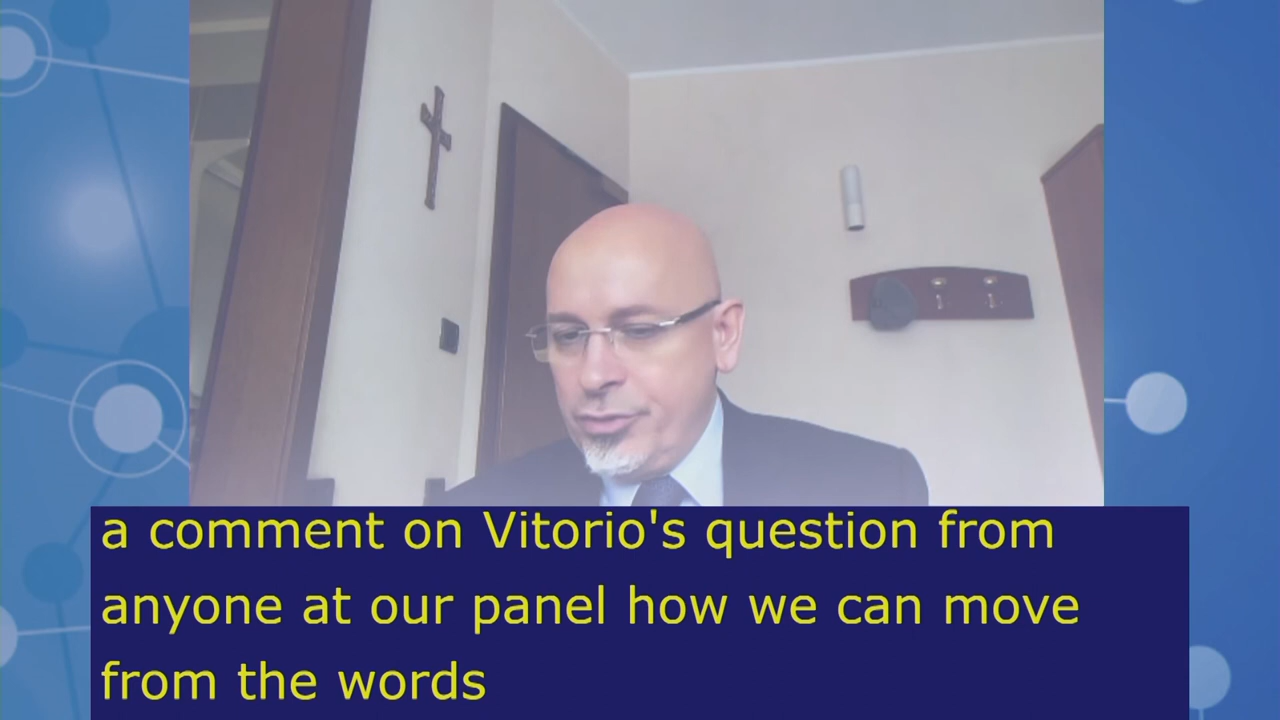 a comment on Vitorio's question from
anyone at our panel how we can move
from the words